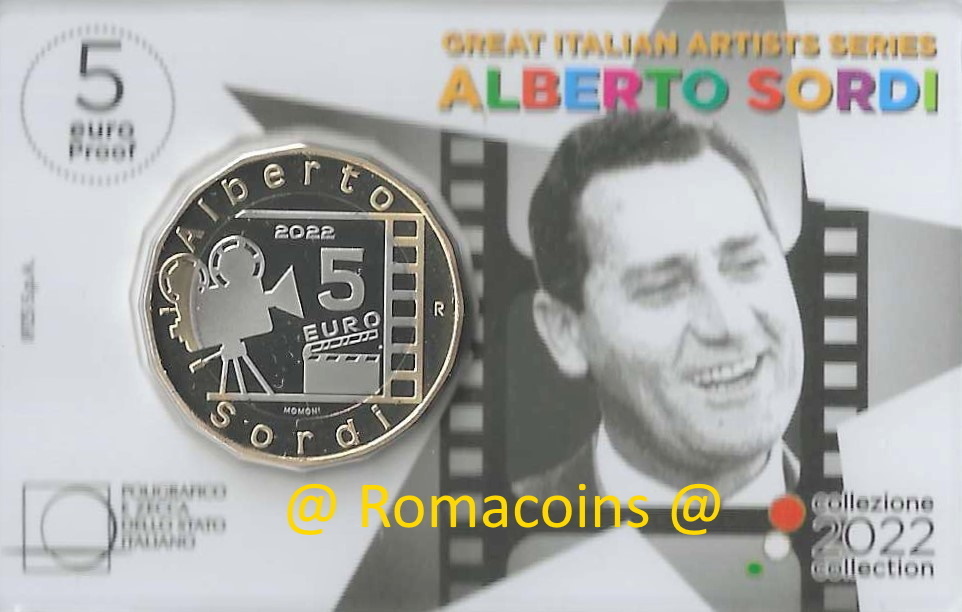 GREAT ITALIAN ARTISTS SERIES
ALBERTO SORDI
5
euro
Proof
Alberto
2022
5
EURO
R
MOMONI
Sordi
POLIGRAFICO
E ZECCA
DELLO STATO
ITALIANO
@ Romacoins @
collezione
2022
collection